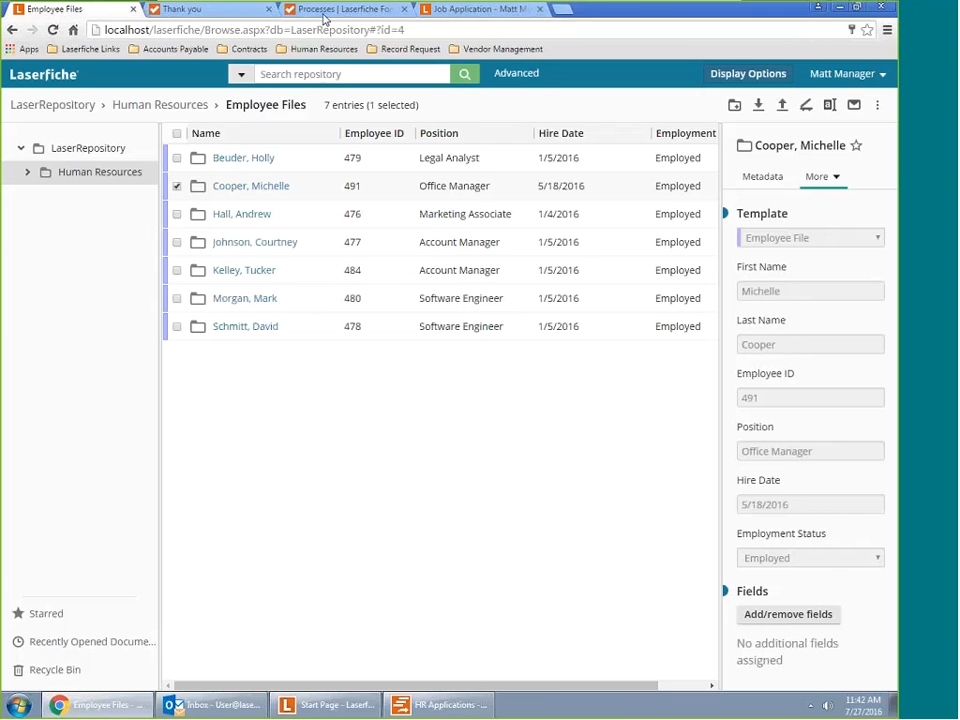 Employee Files
Thank you
Processes | Laserfiche Fo
Job Application - Matt M
localhost/laserfiche/Browse.aspx?db=LaserRepository#?id=4
Apps Laserfiche Links Accounts Payable Contracts Human Resources Record Request Vendor Management
Laserfiche
Search repository
Advanced
Display Options
Matt Manager
LaserRepository > Human Resources > Employee Files 7 entries (1 selected)
LaserRepository
Human Resources
Name Employee ID Position Hire Date Employment
Beuder, Holly 479 Legal Analyst 1/5/2016 Employed
Cooper, Michelle 491 Office Manager 5/18/2016 Employed
Hall, Andrew 476 Marketing Associate 1/4/2016 Employed
Johnson, Courtney 477 Account Manager 1/5/2016 Employed
Kelley, Tucker 484 Account Manager 1/5/2016 Employed
Morgan, Mark 480 Software Engineer 1/5/2016 Employed
Schmitt, David 478 Software Engineer 1/5/2016 Employed
Cooper, Michelle
Metadata More
Template
Employee File
First Name
Michelle
Last Name
Cooper
Employee ID
491
Position
Office Manager
Hire Date
5/18/2016
Employment Status
Employed
Fields
Add/remove fields
No additional fields
assigned
Starred
Recently Opened Docume...
Recycle Bin
Employee Files - ...
Inbox - User@lase...
Start Page - Laserf...
HR Applications -...
11:42 AM
7/27/2016